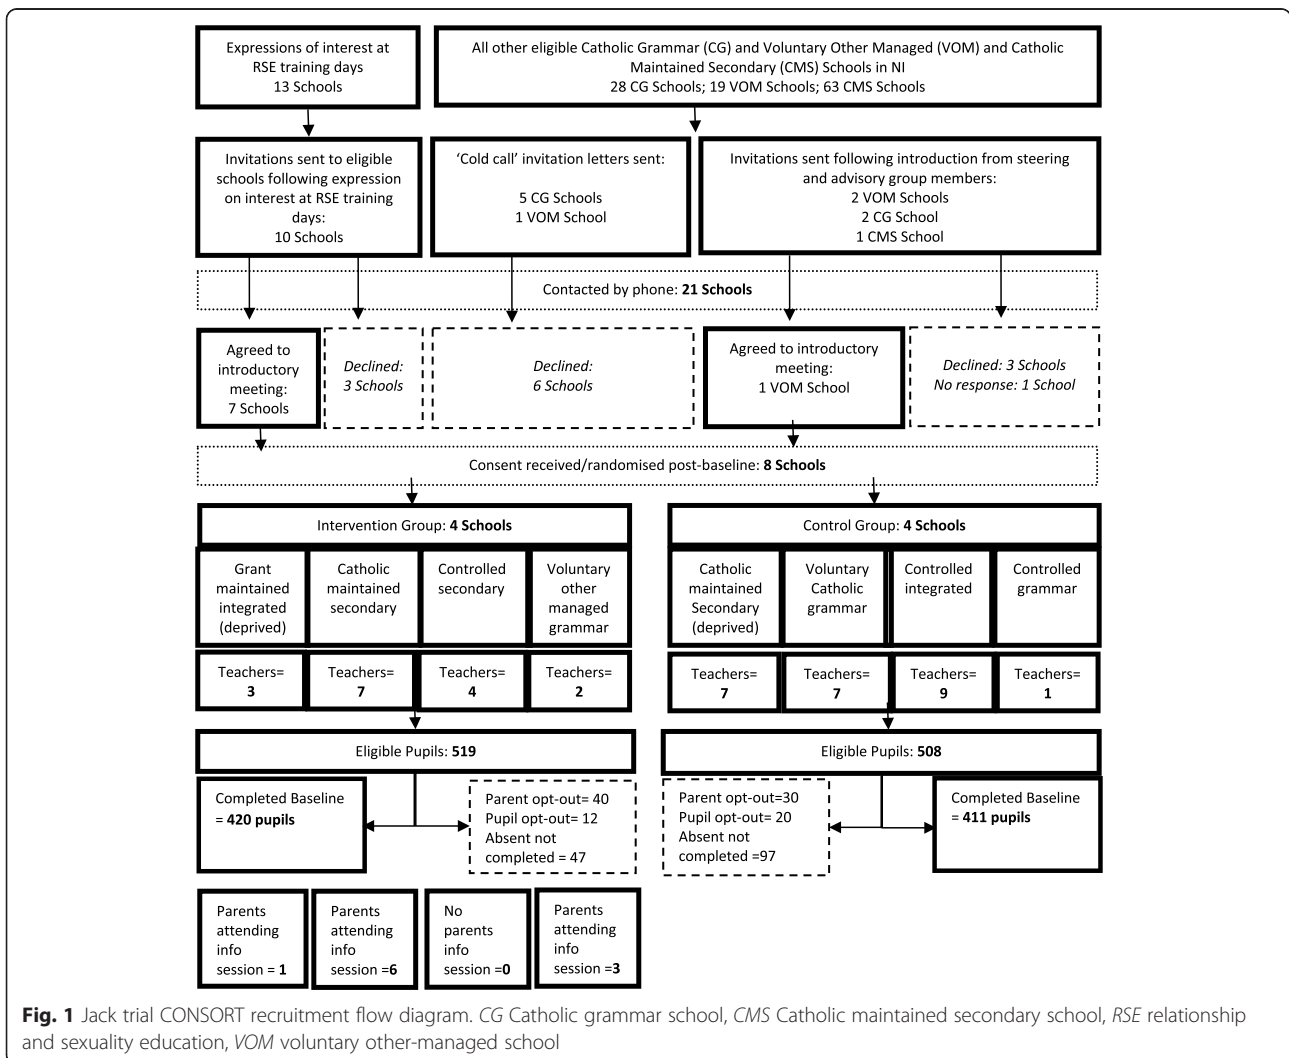 Expressions of interest at
RSE training days
13 Schools
All other eligible Catholic Grammar (CG) and Voluntary Other Managed (VOM) and Catholic
Maintained Secondary (CMS) Schools in NI
28 CG Schools; 19 VOM Schools; 63 CMS Schools
Invitations sent to eligible
schools following expression
on interest at RSE training
days:
10 Schools
‘Cold call’ invitation letters sent:
5 CG Schools
1 VOM School
Invitations sent following introduction from steering
and advisory group members:
2 VOM Schools
2 CG School
1 CMS School
Contacted by phone: 21 Schools
Agreed to
introductory
meeting:
7 Schools
Declined:
3 Schools
Declined:
6 Schools
Agreed to introductory
meeting:
1 VOM School
Declined: 3 Schools
No response: 1 School
Consent received/randomised post-baseline: 8 Schools
Intervention Group: 4 Schools
Grant
maintained
integrated
(deprived)
Catholic
maintained
secondary
Controlled
secondary
Voluntary
other
managed
grammar
Teachers=
3
Teachers=
7
Teachers=
4
Teachers=
2
Control Group: 4 Schools
Catholic
maintained
Secondary
(deprived)
Voluntary
Catholic
grammar
Controlled
integrated
Controlled
grammar
Teachers=
7
Teachers=
7
Teachers=
9
Teachers=
1
Eligible Pupils: 519
Completed Baseline
= 420 pupils
Parent opt-out= 40
Pupil opt-out= 12
Absent not
completed = 47
Eligible Pupils: 508
Parent opt-out=30
Pupil opt-out= 20
Absent not
completed =97
Completed Baseline
= 411 pupils
Parents
attending
info
session = 1
Parents
attending
info
session =6
No
parents
info
session =0
Parents
attending
info
session =3
Fig. 1 Jack trial CONSORT recruitment flow diagram. CG Catholic grammar school, CMS Catholic maintained secondary school, RSE relationship
and sexuality education, VOM voluntary other-managed school